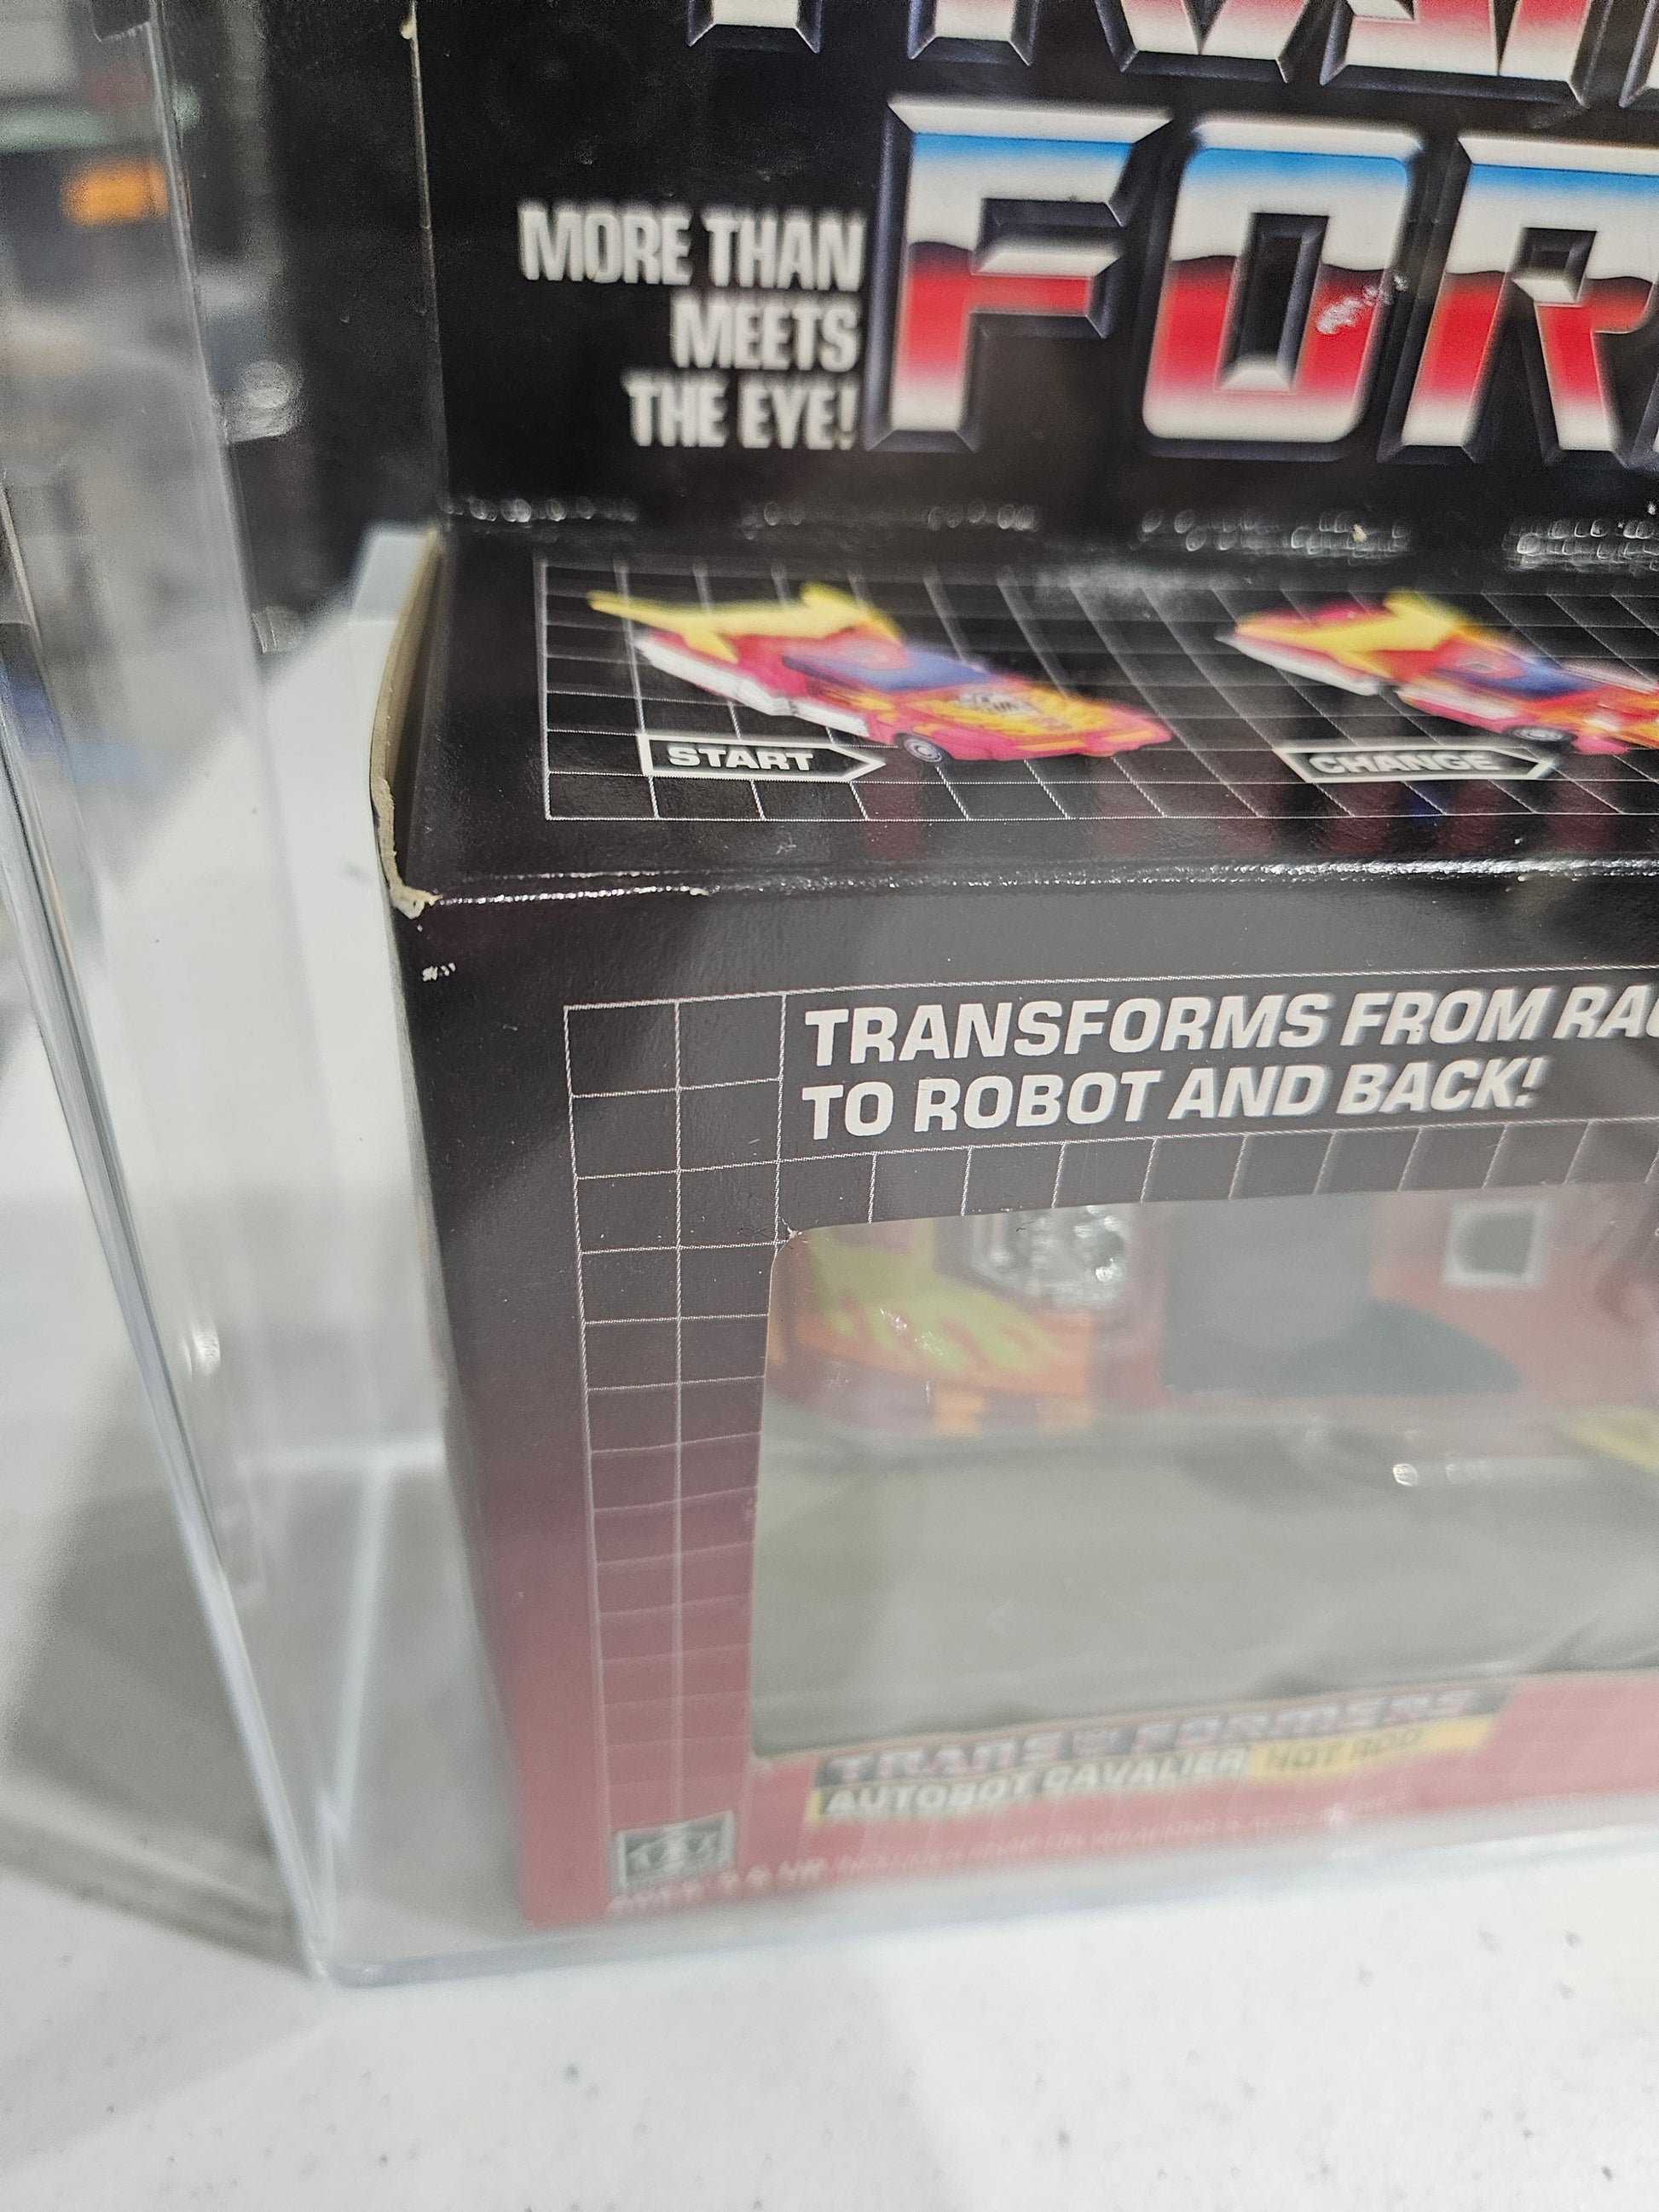 MORE THAN
MEETS
THE EYE!
FOR
START
CHANGE
TRANSFORMS FROM
TO ROBOT AND BACK!
TRANSFORMERS
AUTOBOT CAVALIER HOT ROD